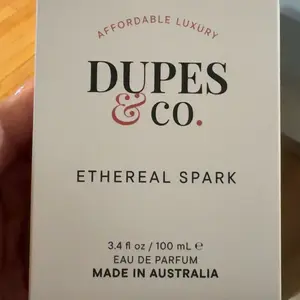 AFFORDABLE LUXURY
DUPES
& CO.
ETHEREAL SPARK
3.4 fl oz / 100 mL ℮
EAU DE PARFUM
MADE IN AUSTRALIA